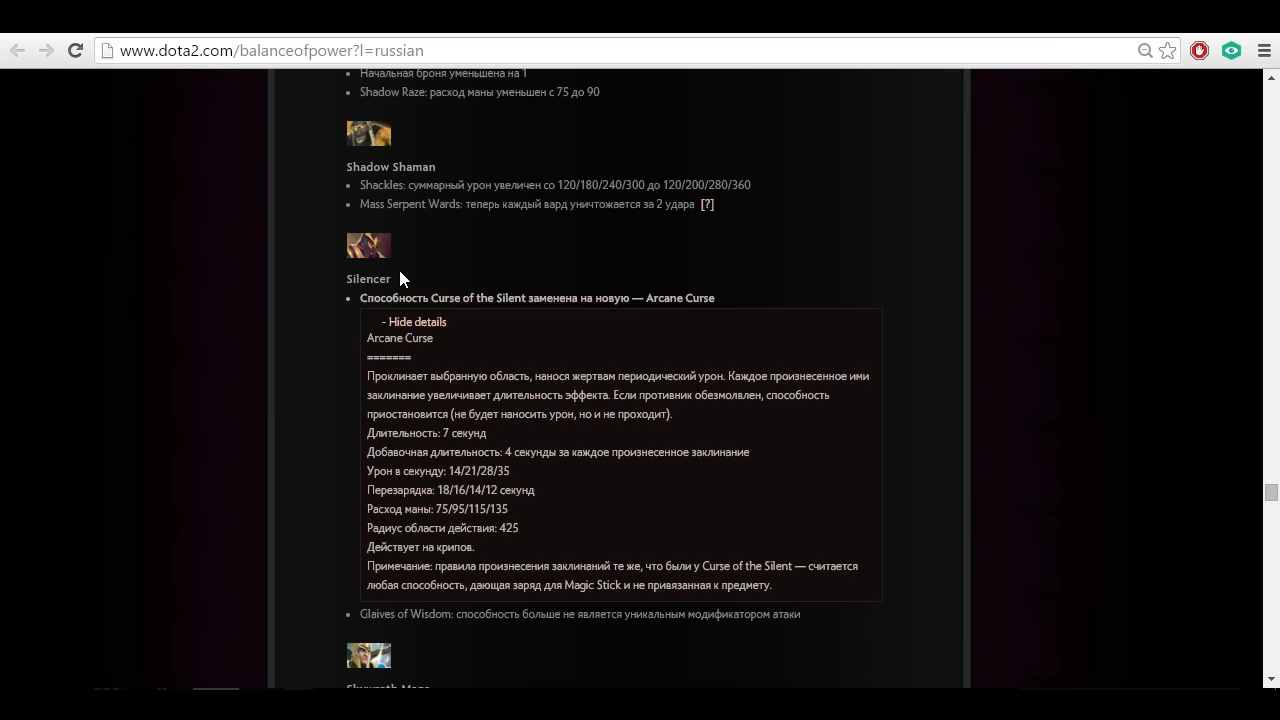 www.dota2.com/balanceofpower?l=russian
Начальная броня уменьшена на 1
Shadow Raze: расход маны уменьшен с 75 до 90
Shadow Shaman
Shackles: суммарный урон увеличен со 120/180/240/300 до 120/200/280/360
Mass Serpent Wards: теперь каждый вард уничтожается за 2 удара [?]
Silencer
Способность Curse of the Silent заменена на новую — Arcane Curse
- Hide details
Arcane Curse
=======
Проклинает выбранную область, нанося жертвам периодический урон. Каждое произнесенное ими
заклинание увеличивает длительность эффекта. Если противник обезмолвлен, способность
приостановится (не будет наносить урон, но и не проходит).
Длительность: 7 секунд
Добавочная длительность: 4 секунды за каждое произнесенное заклинание
Урон в секунду: 14/21/28/35
Перезарядка: 18/16/14/12 секунд
Расход маны: 75/95/115/135
Радиус области действия: 425
Действует на крипов.
Примечание: правила произнесения заклинаний те же, что были у Curse of the Silent — считается
любая способность, дающая заряд для Magic Stick и не привязанная к предмету.
Glaives of Wisdom: способность больше не является уникальным модификатором атаки
Skywrath Mage